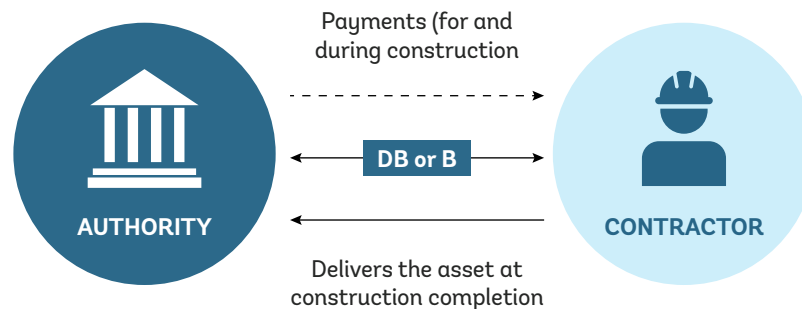 Payments (for and
during construction
DB or B
AUTHORITY
CONTRACTOR
Delivers the asset at
construction completion